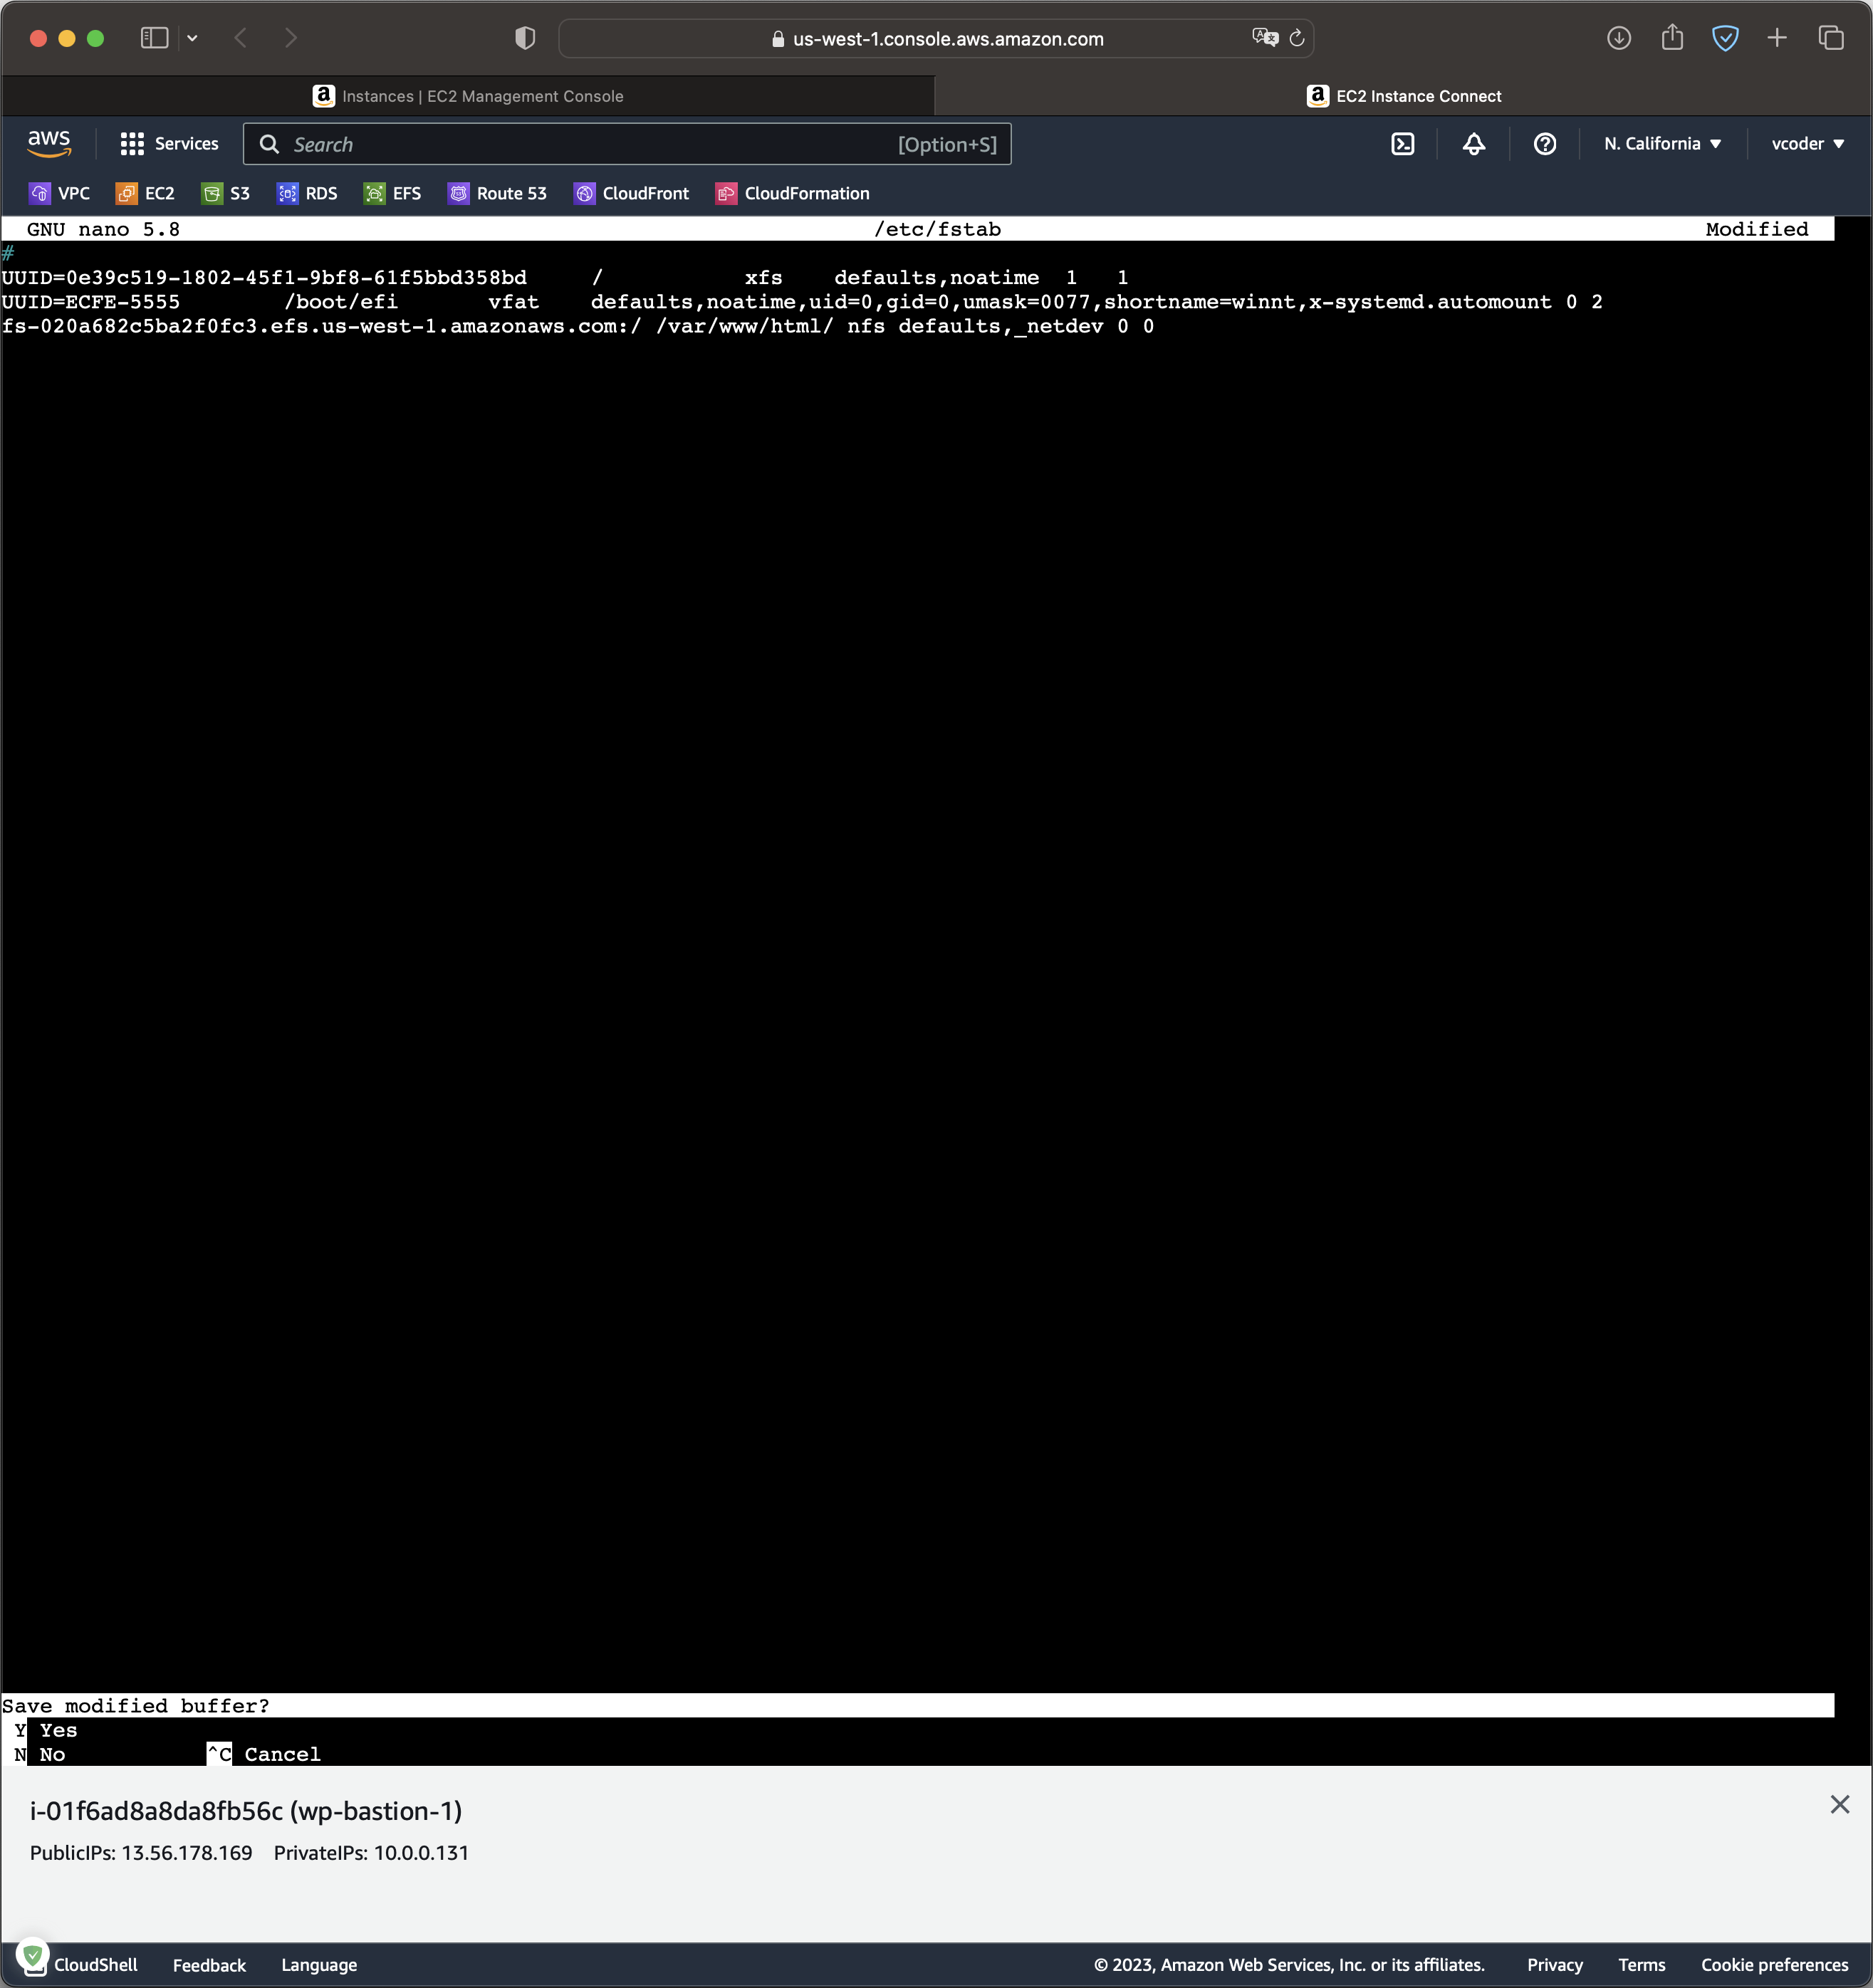 us-west-1.console.aws.amazon.com
Instances | EC2 Management Console
EC2 Instance Connect
aws
Services
Search
[Option+S]
N. California
vcoder
VPC
EC2
S3
RDS
EFS
Route 53
CloudFront
CloudFormation
GNU nano 5.8 /etc/fstab Modified
#
UUID=0e39c519-1802-45f1-9bf8-61f5bbd358bd / xfs defaults,noatime 1 1
UUID=ECFE-5555 /boot/efi vfat defaults,noatime,uid=0,gid=0,umask=0077,shortname=winnt,x-systemd.automount 0 2
fs-020a682c5ba2f0fc3.efs.us-west-1.amazonaws.com:/ /var/www/html/ nfs defaults,_netdev 0 0
Save modified buffer?
Y Yes
N No ^C Cancel
i-01f6ad8a8da8fb56c (wp-bastion-1)
PublicIPs: 13.56.178.169 PrivateIPs: 10.0.0.131
CloudShell
Feedback
Language
© 2023, Amazon Web Services, Inc. or its affiliates.
Privacy
Terms
Cookie preferences